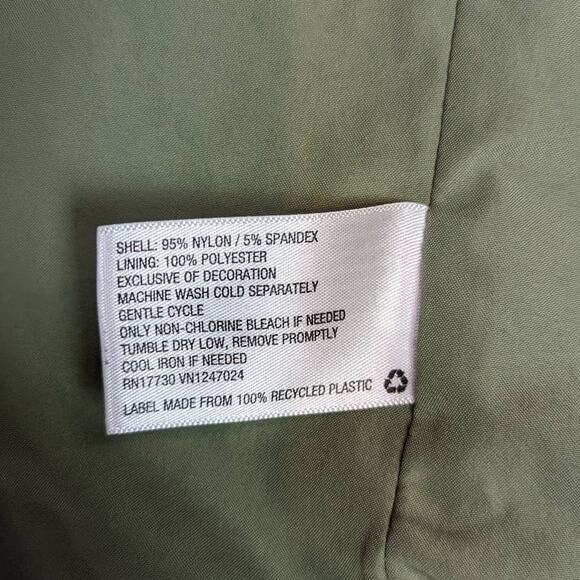 SHELL: 95% NYLON / 5% SPANDEX
LINING: 100% POLYESTER
EXCLUSIVE OF DECORATION
MACHINE WASH COLD SEPARATELY
GENTLE CYCLE
ONLY NON-CHLORINE BLEACH IF NEEDED
TUMBLE DRY LOW, REMOVE PROMPTLY
COOL IRON IF NEEDED
RN17730 VN1247024
LABEL MADE FROM 100% RECYCLED PLASTIC